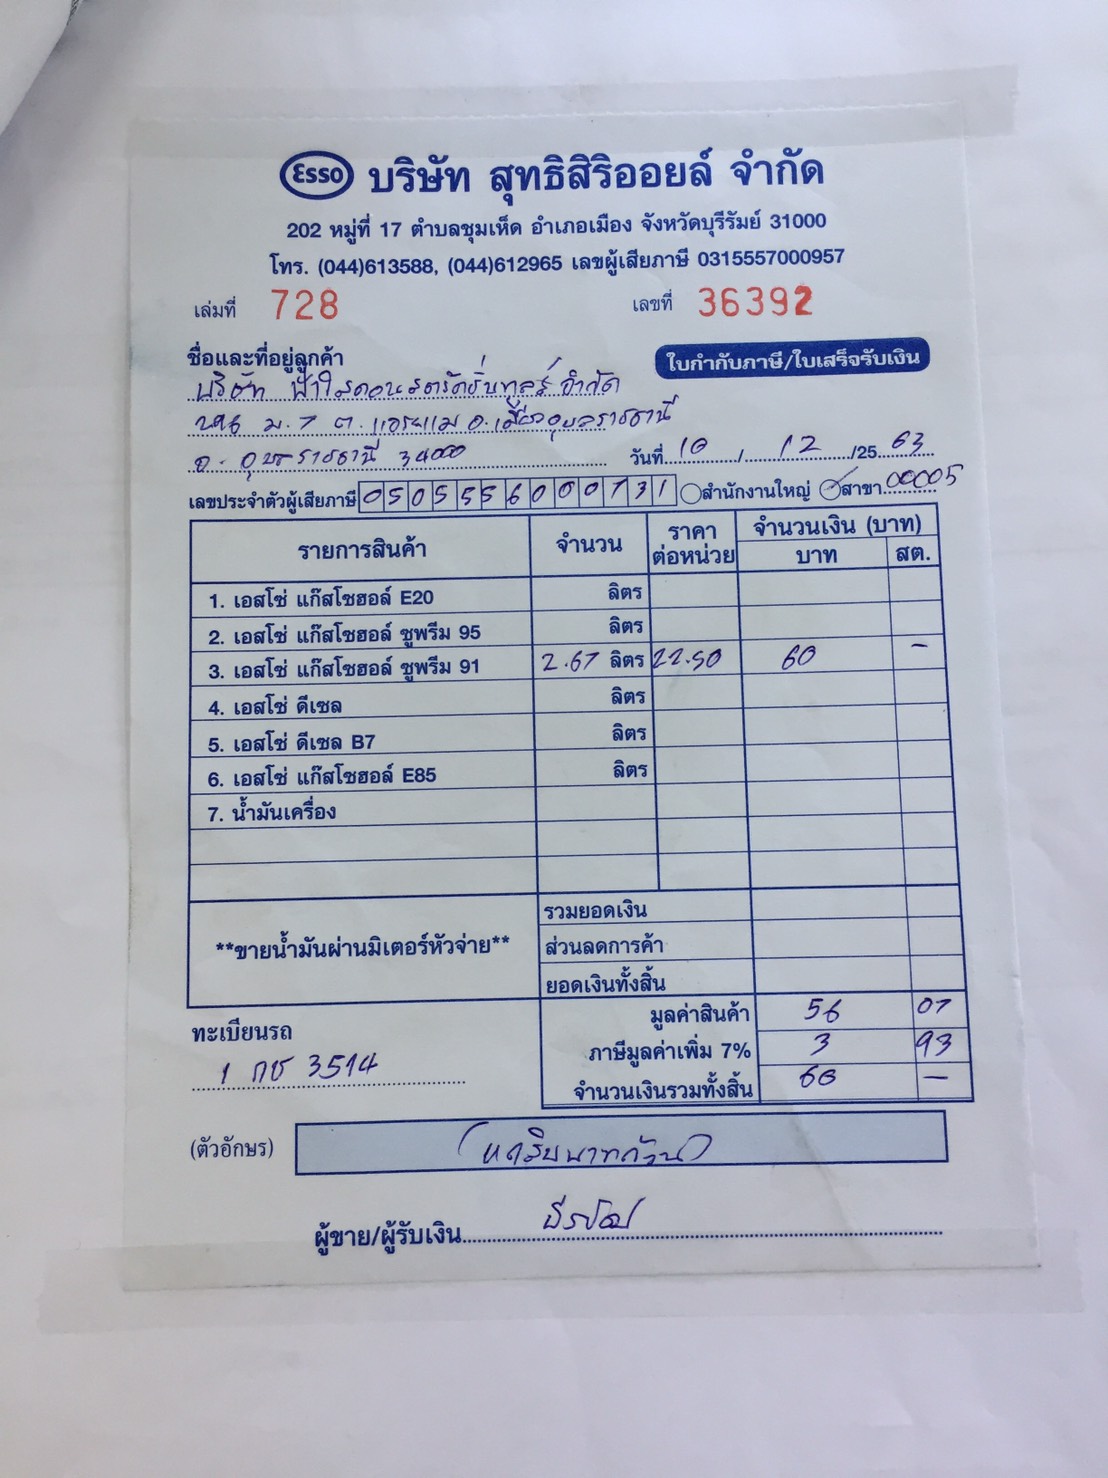 Esso บริษัท สุทธิสิริออยล์ จำกัด
202 หมู่ที่ 17 ตำบลชุมเห็ด อำเภอเมือง จังหวัดบุรีรัมย์ 31000
โทร. (044)613588, (044)612965 เลขผู้เสียภาษี 0315557000957
เล่มที่ 728 เลขที่ 36392
ชื่อและที่อยู่ลูกค้า ใบกำกับภาษี/ใบเสร็จรับเงิน
บริษัท ฟ้าใสคอนสตรัคชั่นทูลส์ จำกัด
ม.7 ต.แจระแม อ.เมืองอุบลราชธานี
จ.อุบลราชธานี 34000 วันที่ 10 / 12 /25 63
เลขประจำตัวผู้เสียภาษี 0505556000731 สำนักงานใหญ่ สาขา 00005
รายการสินค้า จำนวน ราคาต่อหน่วย จำนวนเงิน (บาท)
บาท สต.
1. เอสโซ่ แก๊สโซฮอล์ E20 ลิตร
2. เอสโซ่ แก๊สโซฮอล์ ซูพรีม 95 ลิตร
3. เอสโซ่ แก๊สโซฮอล์ ซูพรีม 91 2.67 ลิตร 22.50 60 -
4. เอสโซ่ ดีเซล ลิตร
5. เอสโซ่ ดีเซล B7 ลิตร
6. เอสโซ่ แก๊สโซฮอล์ E85 ลิตร
7. น้ำมันเครื่อง
รวมยอดเงิน
**ขายน้ำมันผ่านมิเตอร์หัวจ่าย** ส่วนลดการค้า
ยอดเงินทั้งสิ้น
มูลค่าสินค้า 56 07
ทะเบียนรถ ภาษีมูลค่าเพิ่ม 7% 3 93
1 กช 3514 จำนวนเงินรวมทั้งสิ้น 60 -
(ตัวอักษร) (หกสิบบาทถ้วน)
ผู้ขาย/ผู้รับเงิน